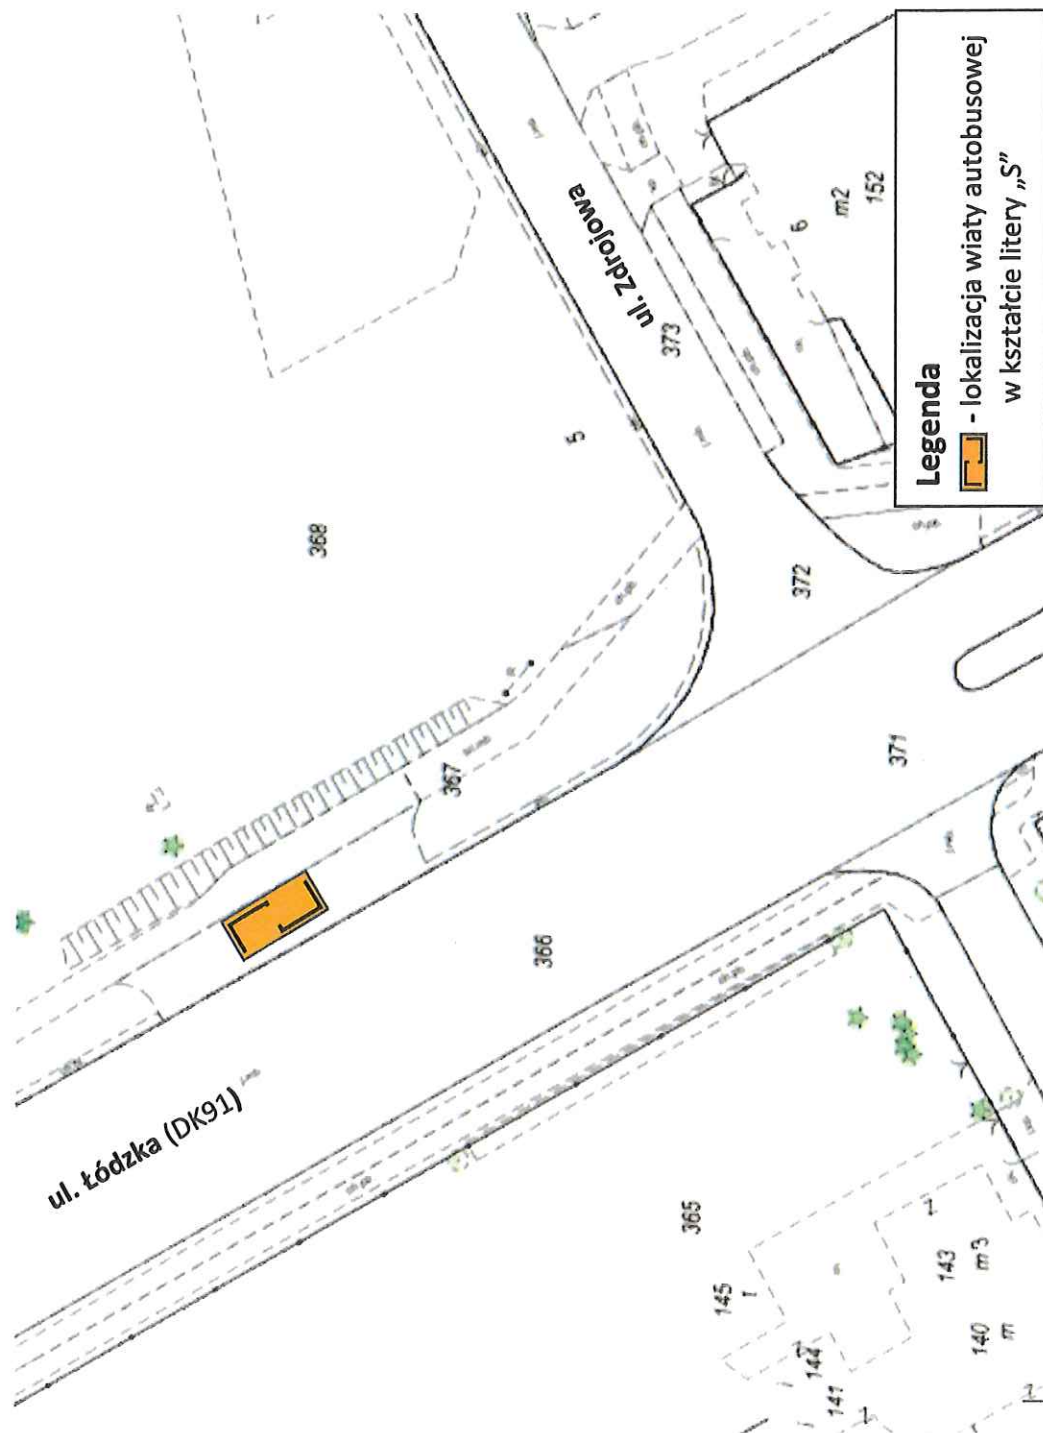 ul. Łódzka (DK91)
ul. Zdrojowa
368
5
373
6
m2
152
372
367
371
366
365
145
I
143
m3
140
m
144
141
Legenda
- lokalizacja wiaty autobusowej
w kształcie litery „S”